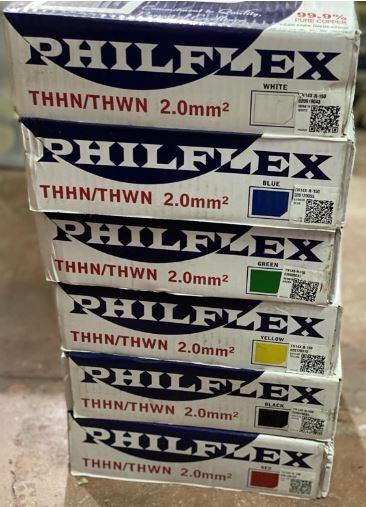 99.9%
PURE COPPER
PHILFLEX
WHITE
THHN/THWN 2.0mm²
PHILFLEX
BLUE
THHN/THWN 2.0mm²
PHILFLEX
GREEN
THHN/THWN 2.0mm²
PHILFLEX
YELLOW
THHN/THWN 2.0mm²
PHILFLEX
BLACK
THHN/THWN 2.0mm²
PHILFLEX
RED
THHN/THWN 2.0mm²